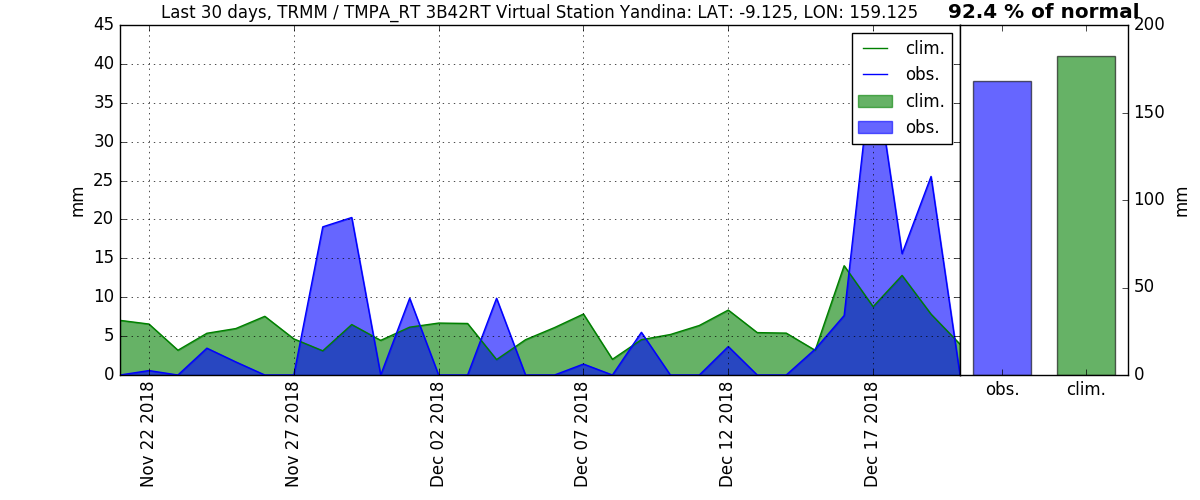 Last 30 days, TRMM / TMPA_RT 3B42RT Virtual Station Yandina: LAT: -9.125, LON: 159.125
92.4 % of normal
45
40
35
30
25
20
15
10
5
0
mm
clim.
obs.
clim.
obs.
200
150
100
50
0
mm
obs.
clim.
Nov 22 2018
Nov 27 2018
Dec 02 2018
Dec 07 2018
Dec 12 2018
Dec 17 2018